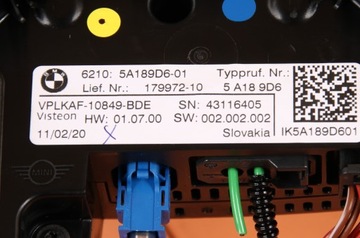 6210: 5A189D6-01 Typpruf. Nr.:
Lief. Nr.: 179972-10 5 A18 9D6
VPLKAF-10849-BDE SN: 43116405
Visteon HW: 01.07.00 SW: 002.002.002
11/02/20 X Slovakia IK5A189D601
MINI